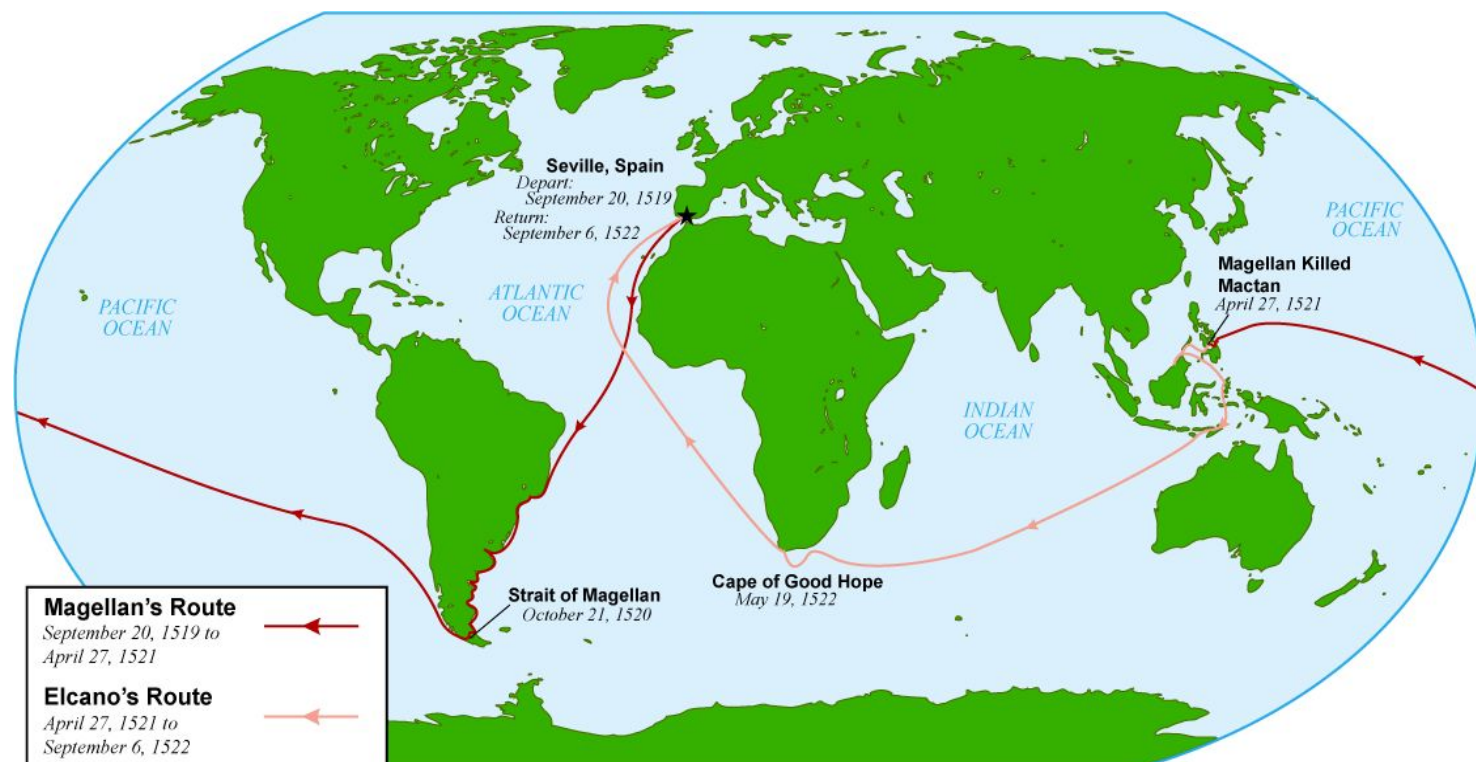 Seville, Spain
Depart:
September 20, 1519
Return:
September 6, 1522
PACIFIC
OCEAN
ATLANTIC
OCEAN
PACIFIC
OCEAN
Magellan Killed
Mactan
April 27, 1521
INDIAN
OCEAN
Cape of Good Hope
May 19, 1522
Strait of Magellan
October 21, 1520
Magellan's Route
September 20, 1519 to
April 27, 1521
Elcano's Route
April 27, 1521 to
September 6, 1522